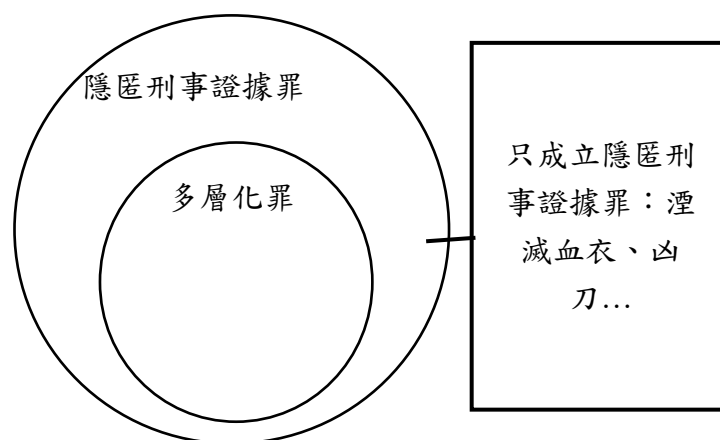 隱匿刑事證據罪
多層化罪
只成立隱匿刑
事證據罪：湮
滅血衣、凶
刀...